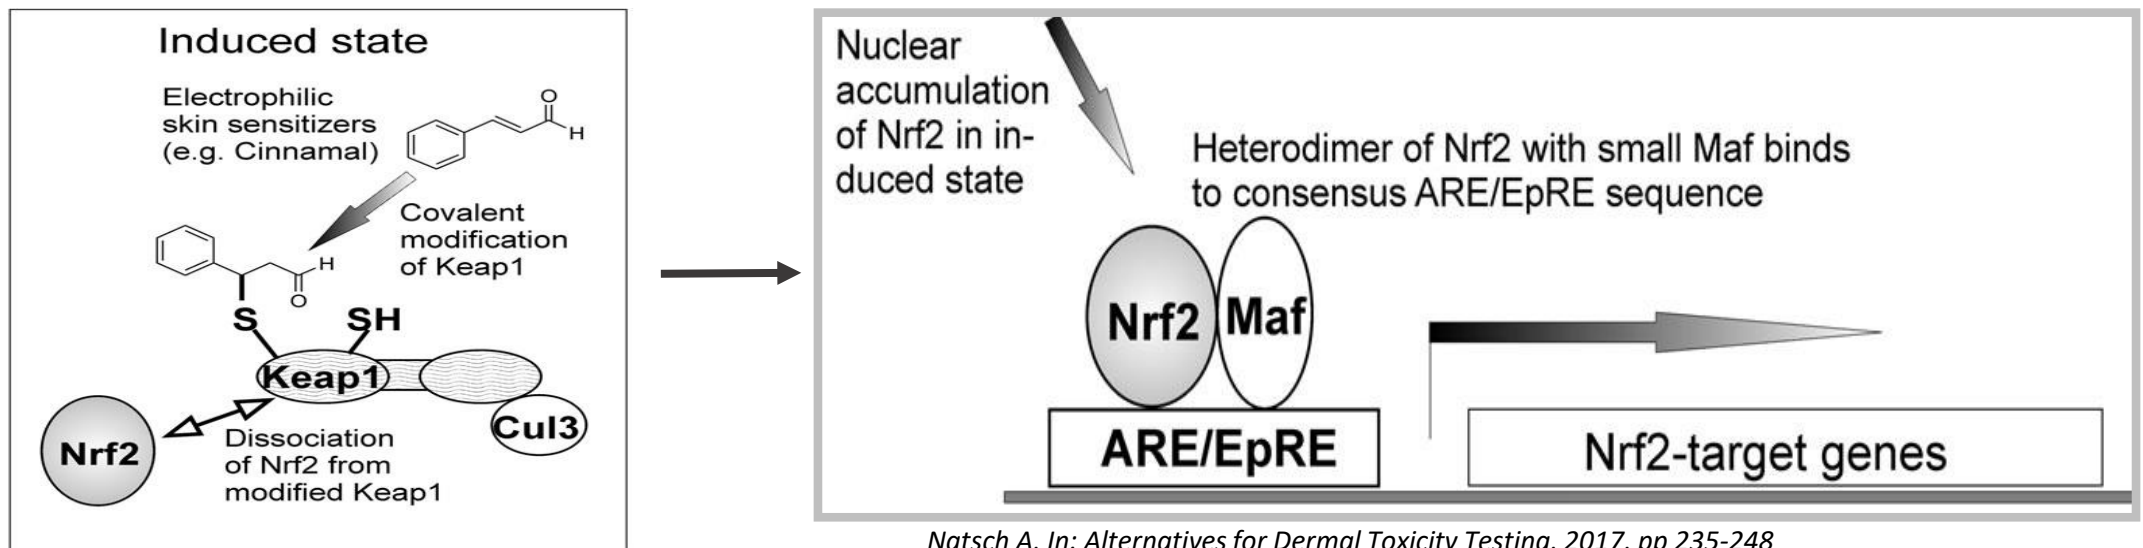 Induced state
Electrophilic
skin sensitizers
(e.g. Cinnamal)
O
H
Covalent
modification
of Keap1
H
O
S
SH
Keap1
Cul3
Nrf2
Dissociation
of Nrf2 from
modified Keap1
Nuclear
accumulation
of Nrf2 in in-
duced state
Heterodimer of Nrf2 with small Maf binds
to consensus ARE/EpRE sequence
Nrf2
Maf
ARE/EpRE
Nrf2-target genes
Natsch A. In: Alternatives for Dermal Toxicity Testing, 2017, pp 235-248